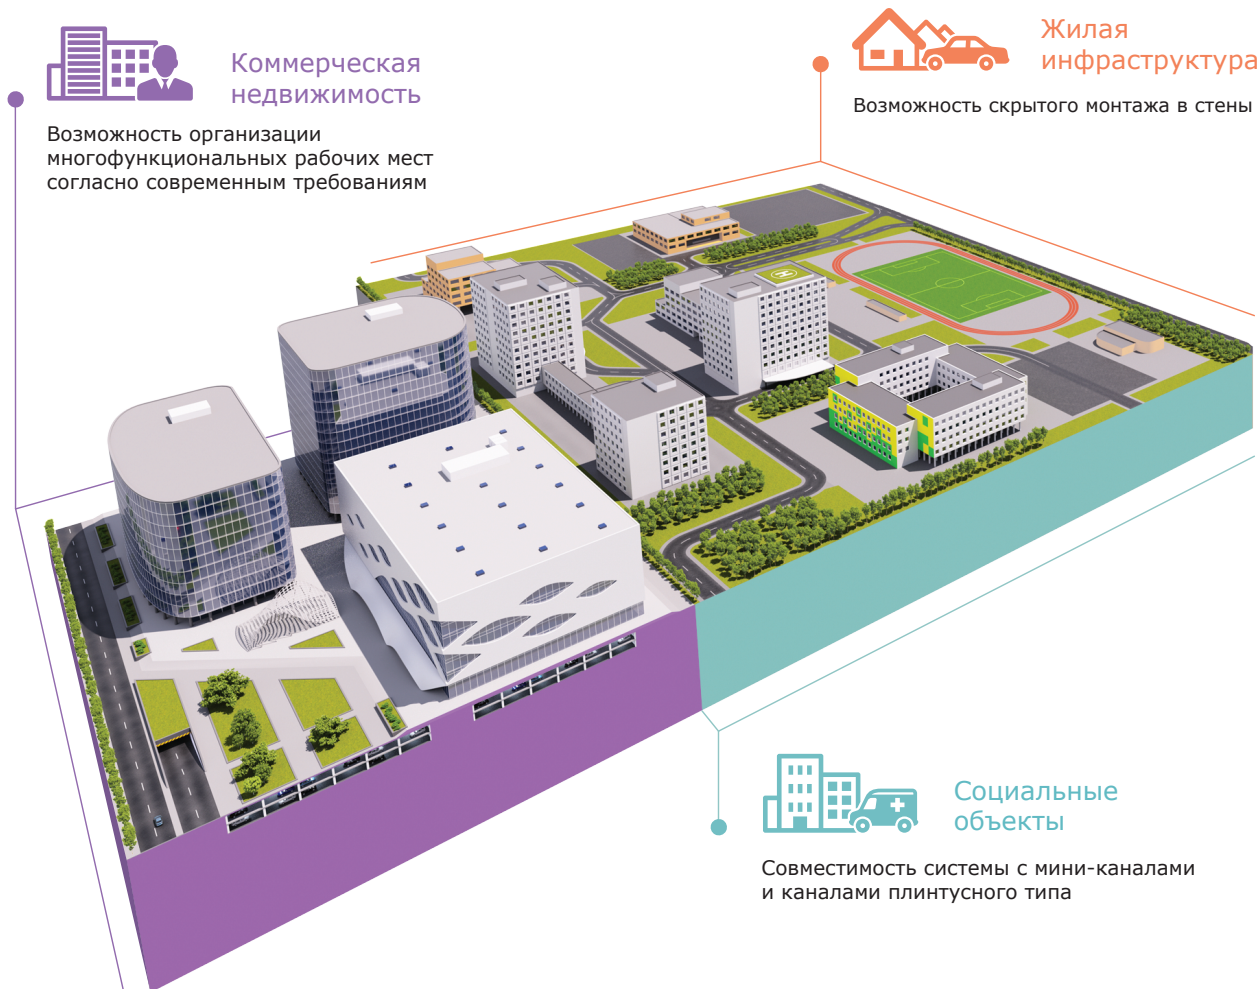 Коммерческая
недвижимость
Возможность организации
многофункциональных рабочих мест
согласно современным требованиям
Жилая
инфраструктура
Возможность скрытого монтажа в стены
H
Социальные
объекты
Совместимость системы с мини-каналами
и каналами плинтусного типа